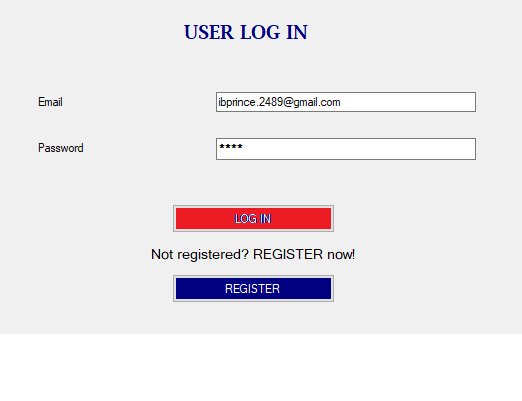 USER LOG IN
Email
ibprince.2489@gmail.com
Password
****
LOG IN
Not registered? REGISTER now!
REGISTER